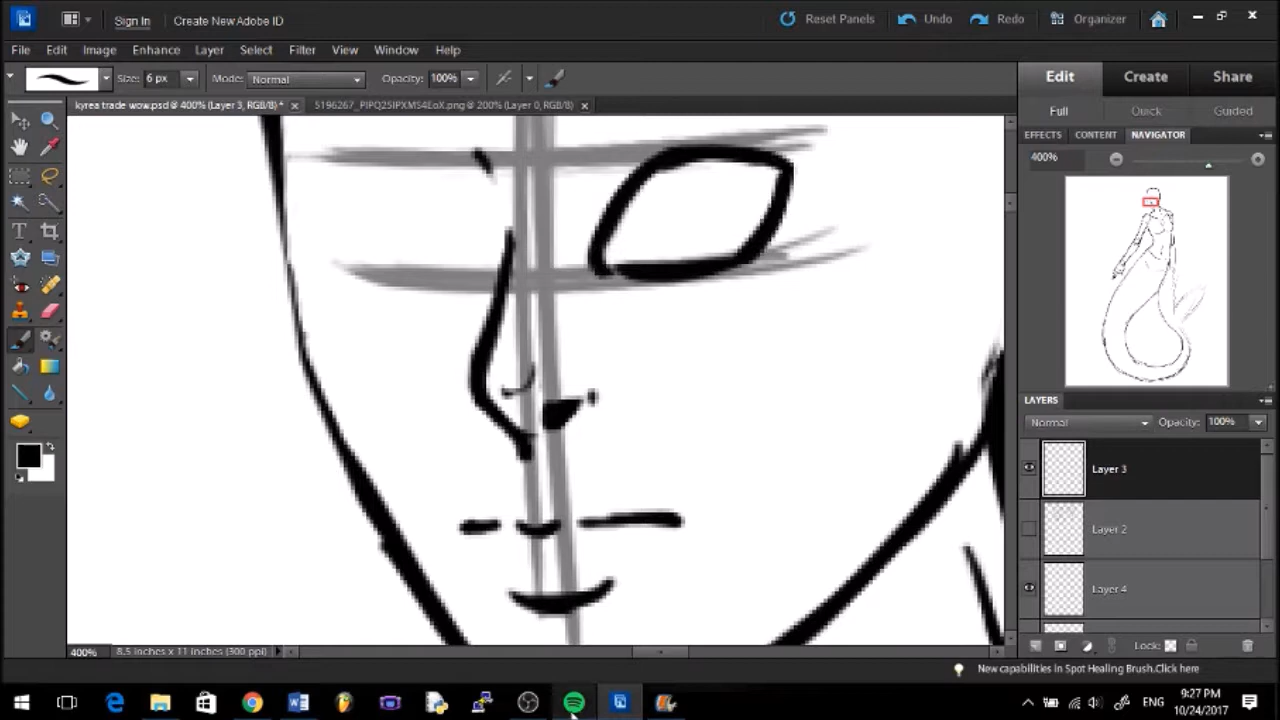 Sign In Create New Adobe ID Reset Panels Undo Redo Organizer
File Edit Image Enhance Layer Select Filter View Window Help
Size: 6 px Mode: Normal Opacity: 100% Edit Create Share
kyrea trade wow.psd @ 400% (Layer 3, RGB/8) * 5196267_PIPQ25IPXMS4EoX.png @ 200% (Layer 0, RGB/8)
Full Quick Guided
EFFECTS CONTENT NAVIGATOR
400%
LAYERS
Normal Opacity: 100%
Layer 3
Layer 2
Layer 4
400% 8.5 inches x 11 inches (300 ppi) Lock:
New capabilities in Spot Healing Brush.Click here
ENG 9:27 PM
10/24/2017